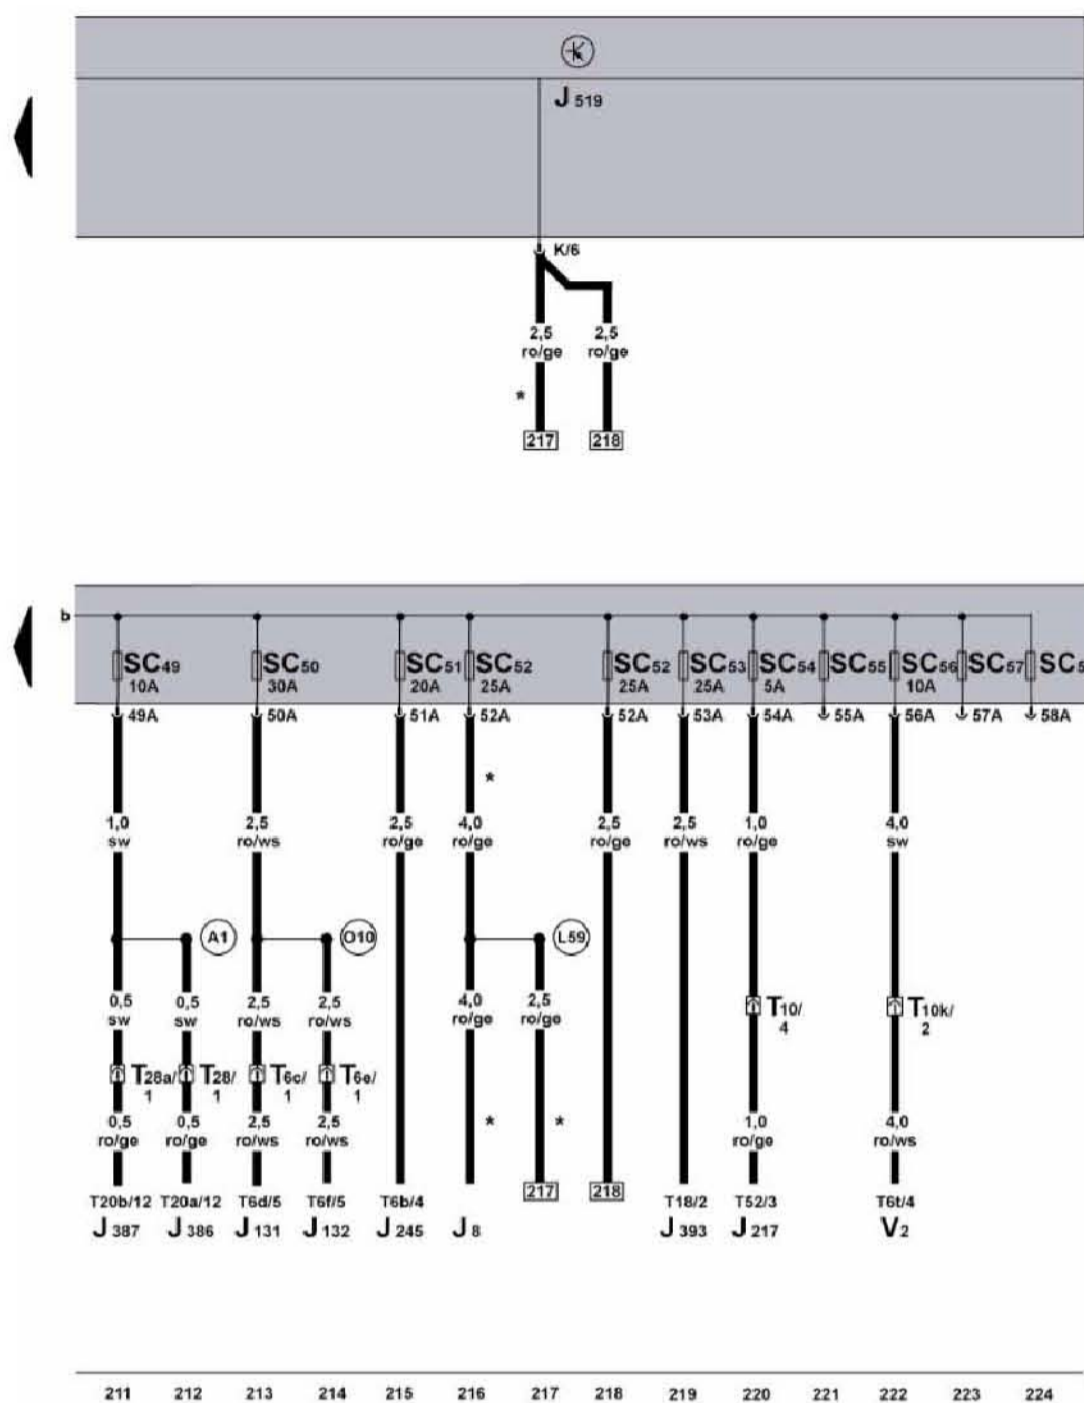 J 519
K/6
2,5 2,5
ro/ge ro/ge
*
217 218
b
SC49 SC50 SC51 SC52 SC52 SC53 SC54 SC55 SC56 SC57 SC5
10A 30A 20A 25A 25A 25A 5A 10A
49A 50A 51A 52A 52A 53A 54A 55A 56A 57A 58A
*
1,0 2,5 2,5 4,0 2,5 2,5 1,0 4,0
sw ro/ws ro/ge ro/ge ro/ge ro/ws ro/ge sw
A1 O10 L59
0,5 0,5 2,5 2,5 4,0 2,5
sw sw ro/ws ro/ws ro/ge ro/ge
T10/ T10k/
4 2
T28a/ T28/ T6c/ T6e/
1 1 1 1
0,5 0,5 2,5 2,5 * * 1,0 4,0
ro/ge ro/ge ro/ws ro/ws ro/ge ro/ws
217 218
T20b/12 T20a/12 T6d/5 T6f/5 T6b/4 T18/2 T52/3 T6t/4
J 387 J 386 J 131 J 132 J 245 J 8 J 393 J 217 V2
211 212 213 214 215 216 217 218 219 220 221 222 223 224